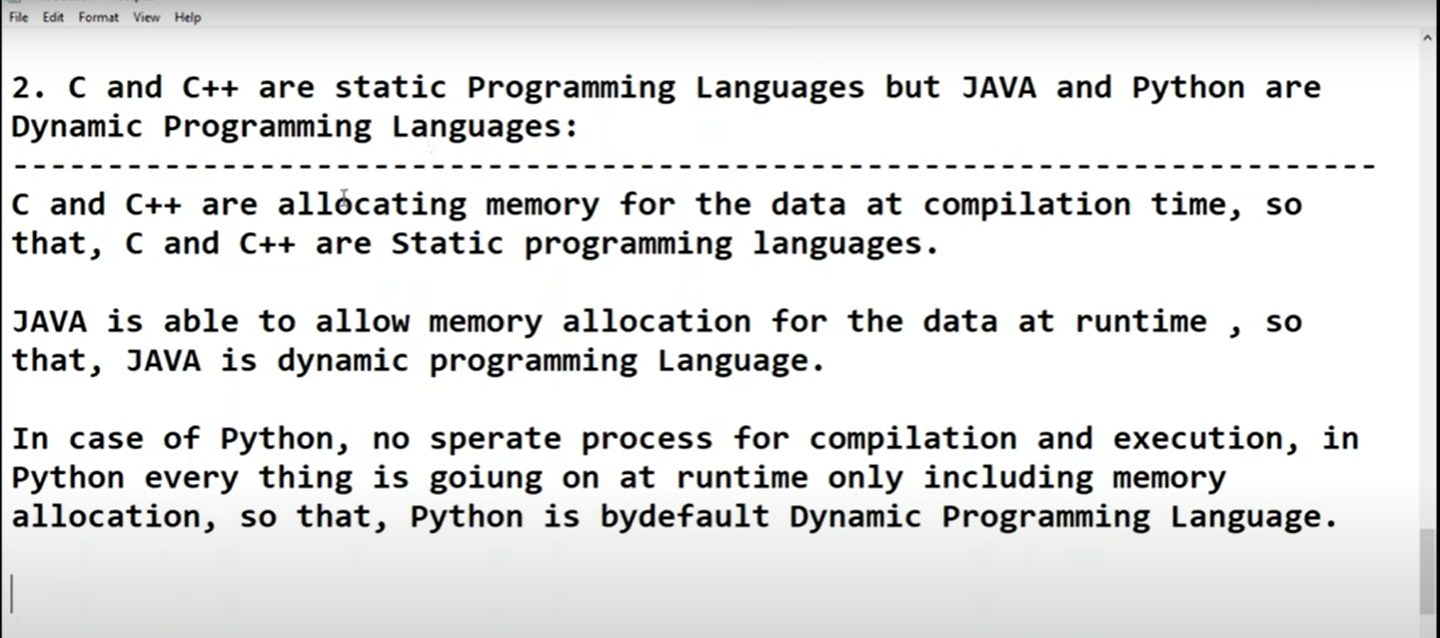 File Edit Format View Help
2. C and C++ are static Programming Languages but JAVA and Python are
Dynamic Programming Languages:
------------------------------------------------------------------------
C and C++ are allocating memory for the data at compilation time, so
that, C and C++ are Static programming languages.
JAVA is able to allow memory allocation for the data at runtime , so
that, JAVA is dynamic programming Language.
In case of Python, no sperate process for compilation and execution, in
Python every thing is goiung on at runtime only including memory
allocation, so that, Python is bydefault Dynamic Programming Language.